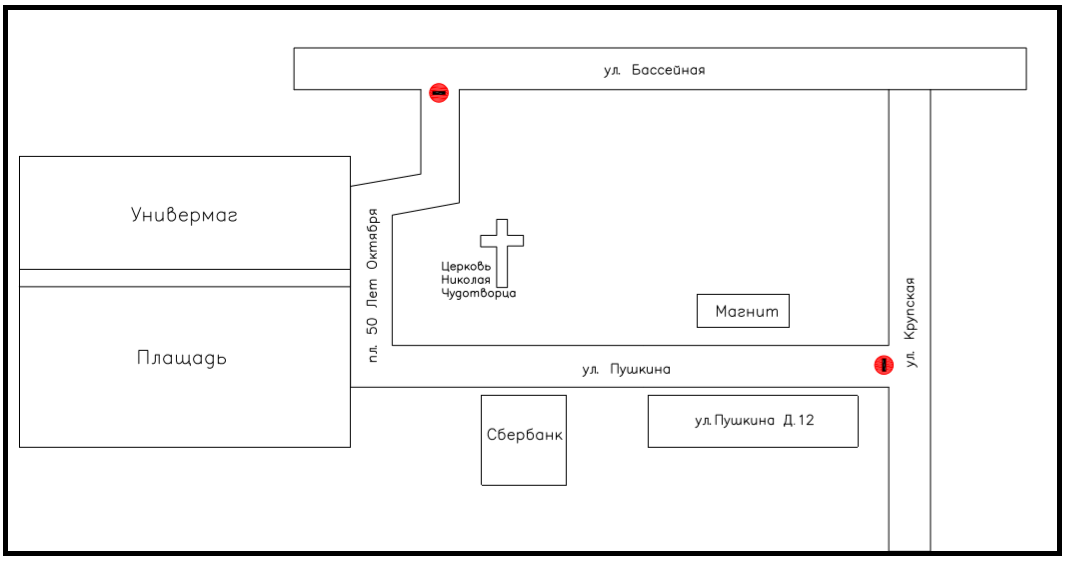 ул. Бассейная
Универмаг
пл. 50 Лет Октября
Церковь
Николая
Чудотворца
Магнит
ул. Крупская
Площадь
ул. Пушкина
Сбербанк
ул.Пушкина Д.12